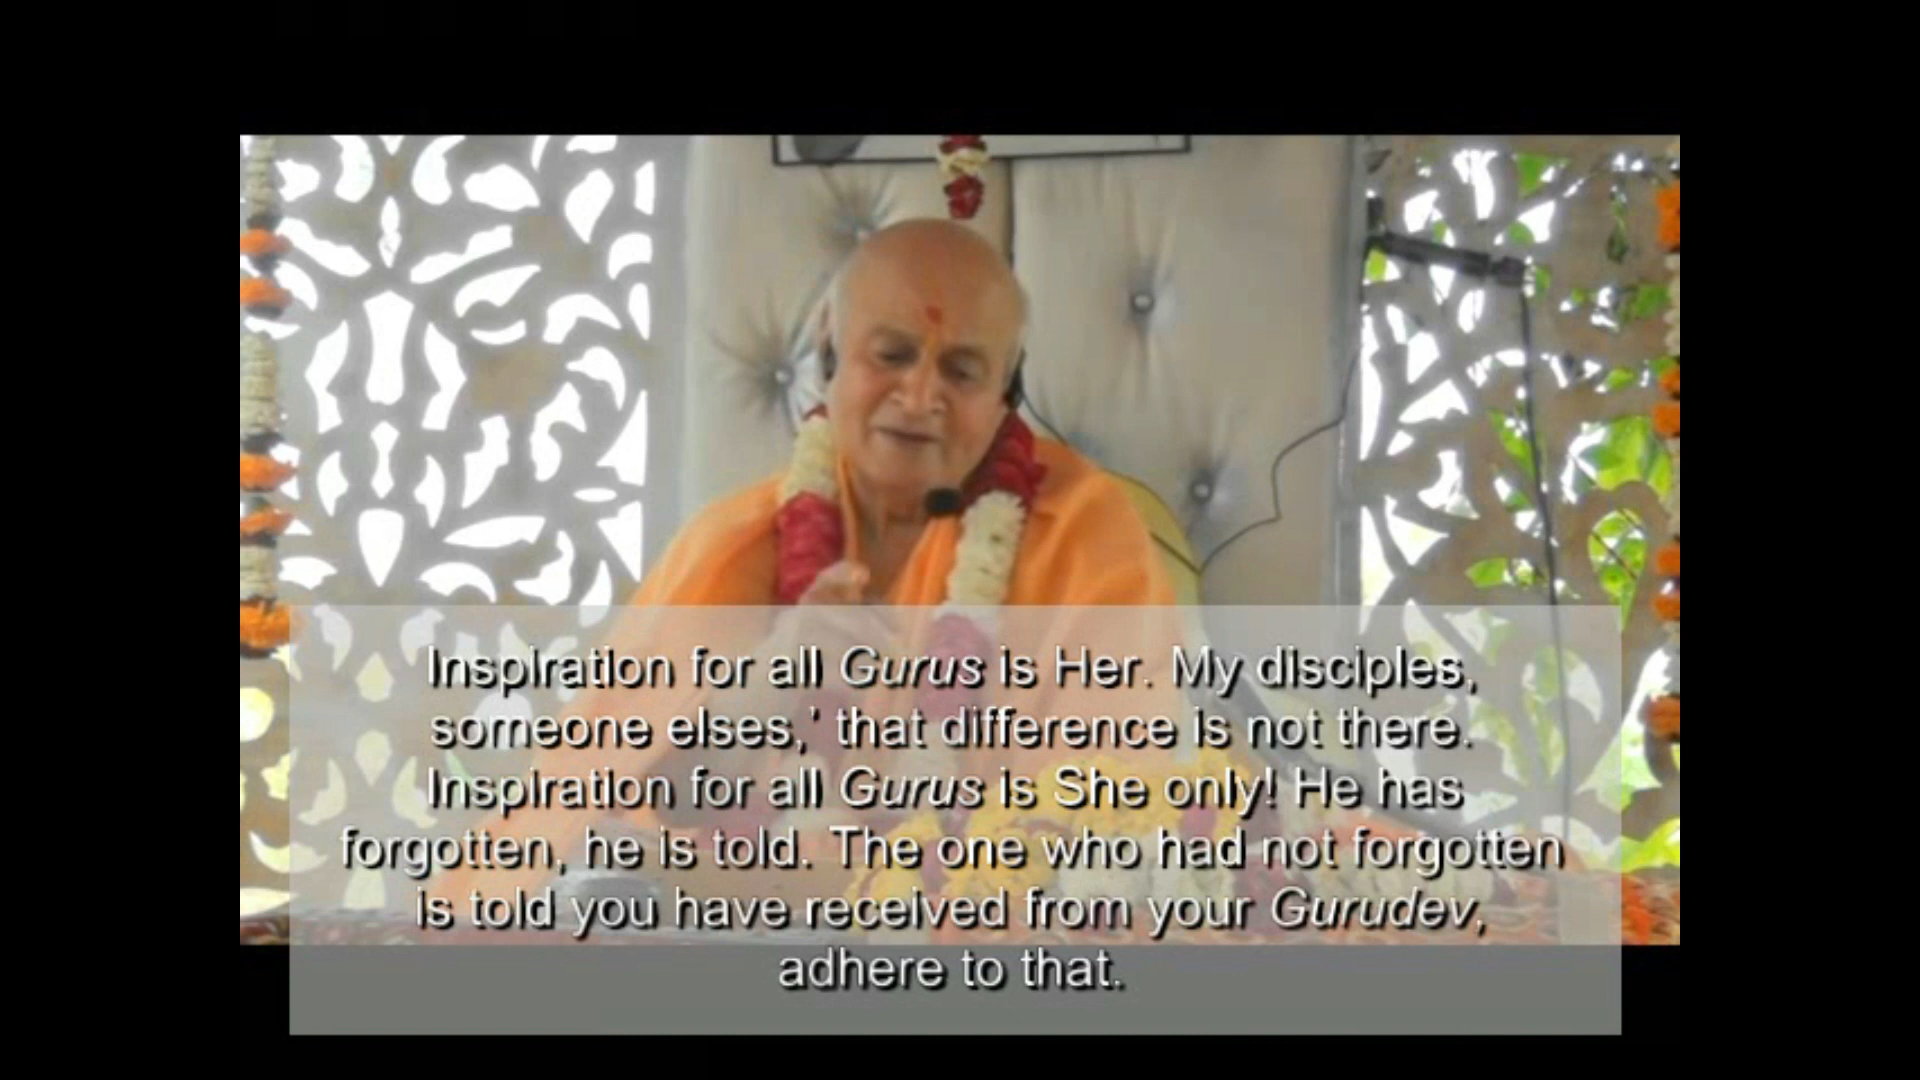 Inspiration for all Gurus is Her. My disciples,
someone elses,' that difference is not there.
Inspiration for all Gurus is She only! He has
forgotten, he is told. The one who had not forgotten
is told you have received from your Gurudev,
adhere to that.